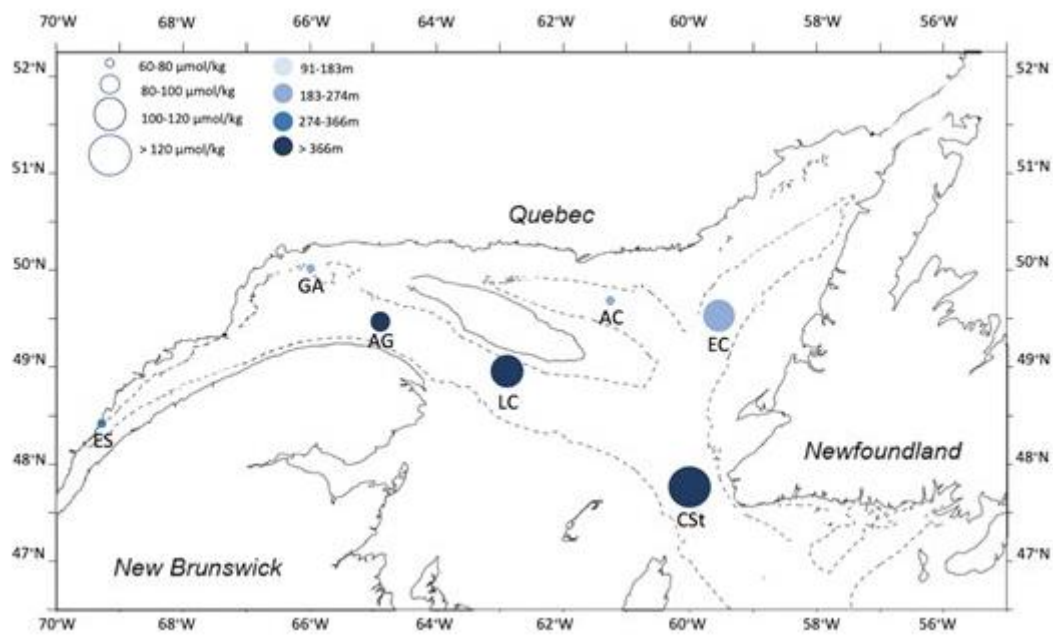 70°W 68°W 66°W 64°W 62°W 60°W 58°W 56°W
52°N 60-80 µmol/kg 91-183m 52°N
80-100 µmol/kg 183-274m
100-120 µmol/kg 274-366m
> 120 µmol/kg > 366m
51°N 51°N
Quebec
50°N 50°N
GA
AC
AG EC
49°N 49°N
LC
ES
48°N Newfoundland 48°N
CSt
47°N New Brunswick 47°N
70°W 68°W 66°W 64°W 62°W 60°W 58°W 56°W